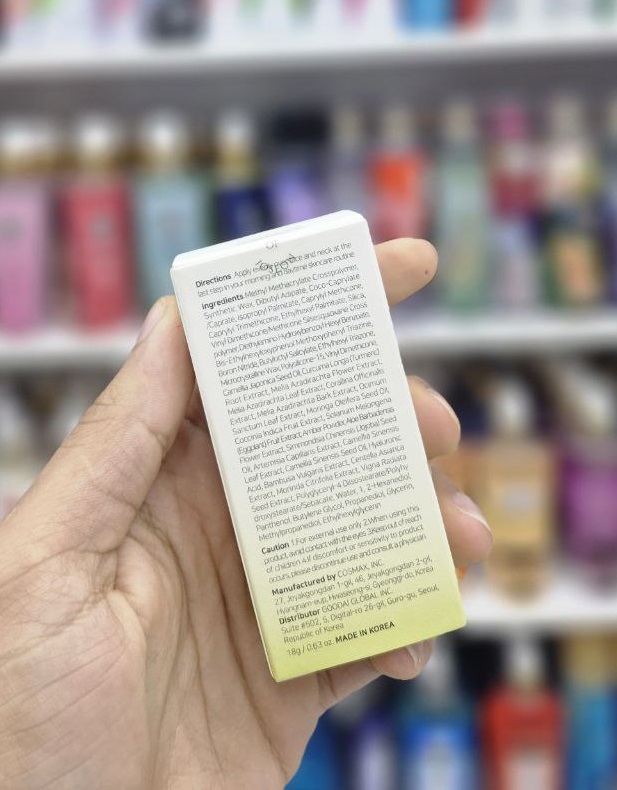 Directions Apply evenly to face and neck at the
last step in your morning and daytime skincare routine
Ingredients Methyl Methacrylate Crosspolymer,
Synthetic Wax, Dibutyl Adipate, Coco-Caprylate
/Caprate, Isopropyl Palmitate, Caprylyl Methicone,
Caprylyl Trimethicone, Ethylhexyl Palmitate, Silica,
Vinyl Dimethicone/Methicone Silsesquioxane Cross
polymer, Diethylamino Hydroxybenzoyl Hexyl Benzoate,
Bis-Ethylhexyloxyphenol Methoxyphenyl Triazine,
Boron Nitride, Butyloctyl Salicylate, Ethylhexyl Triazone,
Microcrystalline Wax, Polysilicone-15, Vinyl Dimethicone,
Camellia Japonica Seed Oil, Curcuma Longa (Turmeric)
Root Extract, Melia Azadirachta Flower Extract,
Melia Azadirachta Leaf Extract, Corallina Officinalis
Extract, Melia Azadirachta Bark Extract, Ocimum
Sanctum Leaf Extract, Moringa Oleifera Seed Oil,
Coccinia Indica Fruit Extract, Solanum Melongena
(Eggplant) Fruit Extract, Amber Powder, Aloe Barbadensis
Flower Extract, Simmondsia Chinensis (Jojoba) Seed
Oil, Artemisia Capillaris Extract, Camellia Sinensis
Leaf Extract, Camellia Sinensis Seed Oil, Hyaluronic
Acid, Bambusa Vulgaris Extract, Centella Asiatica
Extract, Morinda Citrifolia Extract, Vigna Radiata
Seed Extract, Polyglyceryl-4 Diisostearate/Polyhy
droxystearate/Sebacate, Water, 1, 2-Hexanediol,
Panthenol, Butylene Glycol, Propanediol, Glycerin,
Methylpropanediol, Ethylhexylglycerin
Caution 1.For external use only 2.When using this
product, avoid contact with the eyes 3.Keep out of reach
of children 4.If discomfort or sensitivity to product
occurs, please discontinue use and consult a physician
Manufactured by COSMAX, INC.
27, Jeyakgongdan 1-gil, 46, Jeyakgongdan 2-gil,
Hyangnam-eup, Hwaseong-si, Gyeonggi-do, Korea
Distributor GOODAI GLOBAL INC.
Suite #602, 5, Digital-ro 26-gil, Guro-gu, Seoul,
Republic of Korea
18g / 0.63 oz. MADE IN KOREA